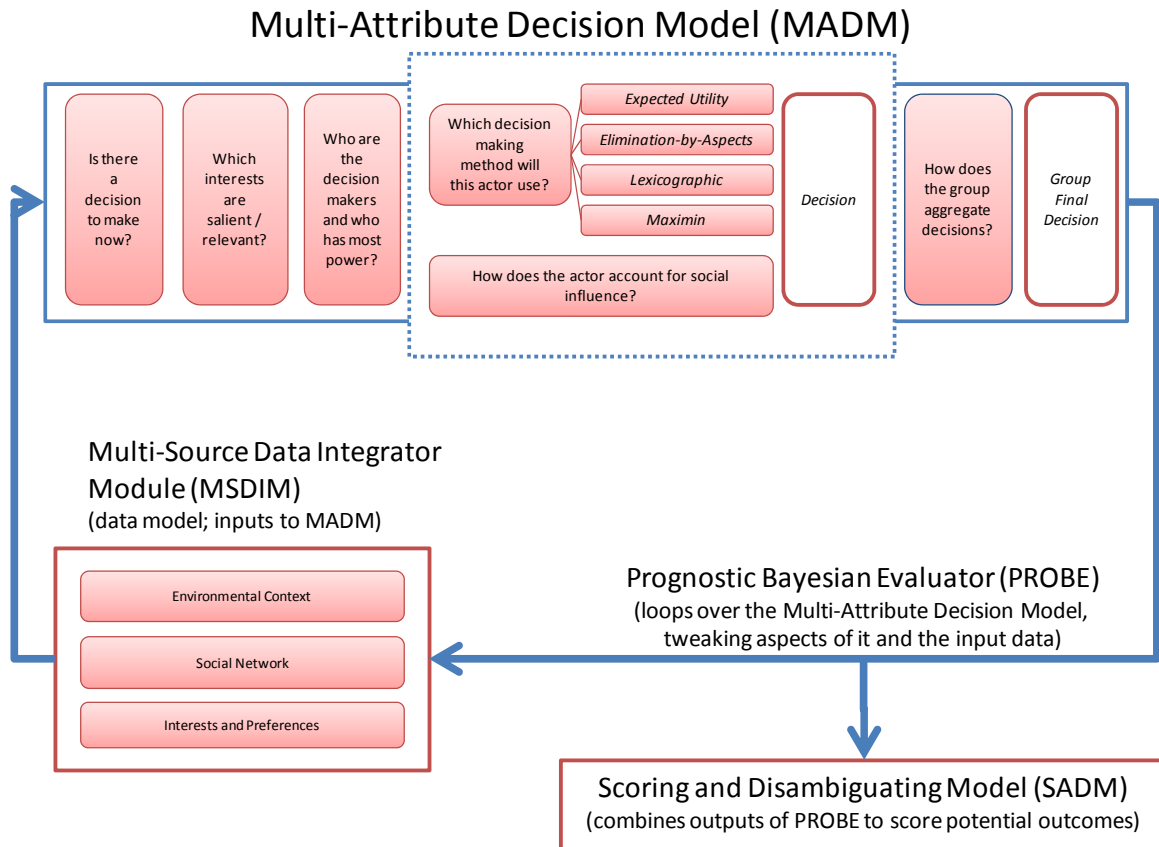 Multi-Attribute Decision Model (MADM)
Is there
a
decision
to make
now?
Which
interests
are
salient /
relevant?
Who are
the
decision
makers
and who
has most
power?
Which decision
making
method will
this actor use?
Expected Utility
Elimination-by-Aspects
Lexicographic
Maximin
How does the actor account for social
influence?
Decision
How does
the group
aggregate
decisions?
Group
Final
Decision
Multi-Source Data Integrator
Module (MSDIM)
(data model; inputs to MADM)
Environmental Context
Social Network
Interests and Preferences
Prognostic Bayesian Evaluator (PROBE)
(loops over the Multi-Attribute Decision Model,
tweaking aspects of it and the input data)
Scoring and Disambiguating Model (SADM)
(combines outputs of PROBE to score potential outcomes)